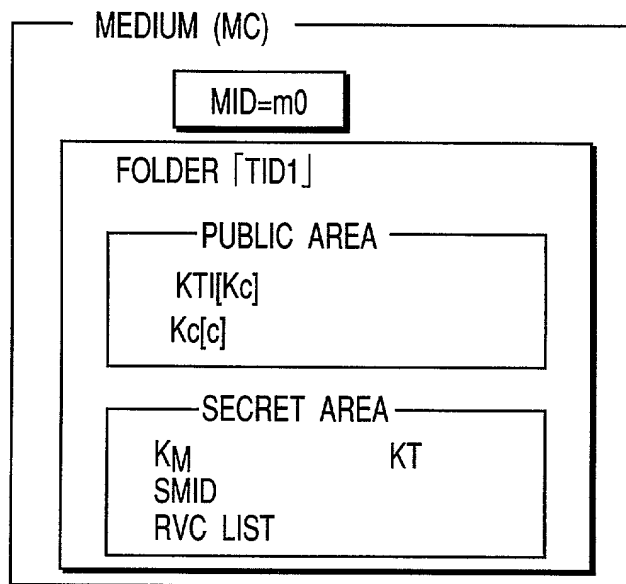 MEDIUM (MC)
MID=m0
FOLDER「TID1」
PUBLIC AREA
KTI[Kc]
Kc[c]
SECRET AREA
KM KT
SMID
RVC LIST